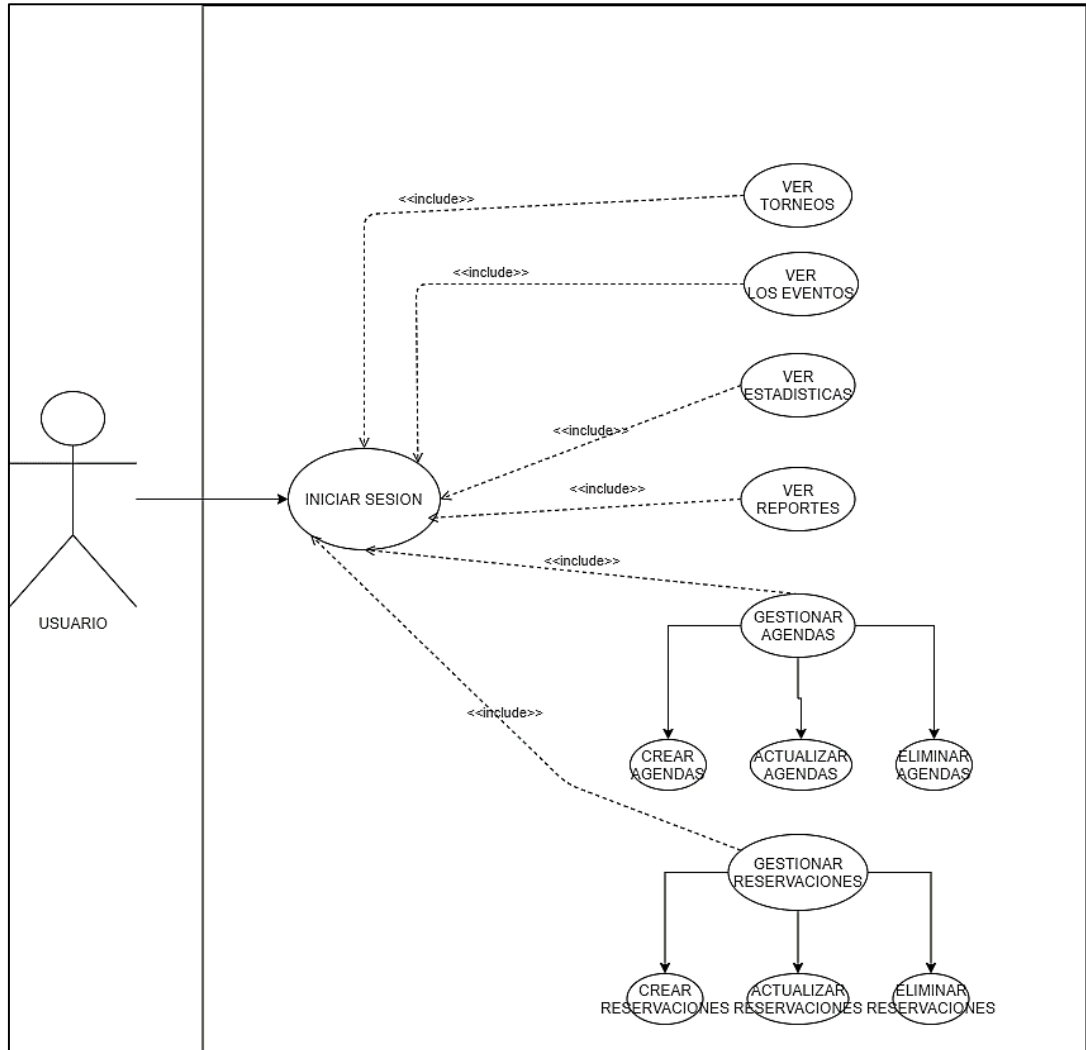 VER
TORNEOS
<<include>>
<<include>>
VER
LOS EVENTOS
VER
ESTADISTICAS
<<include>>
INICIAR SESION
<<include>>
VER
REPORTES
<<include>>
USUARIO
GESTIONAR
AGENDAS
<<include>>
CREAR
AGENDAS
ACTUALIZAR
AGENDAS
ELIMINAR
AGENDAS
GESTIONAR
RESERVACIONES
CREAR
RESERVACIONES
ACTUALIZAR
RESERVACIONES
ELIMINAR
RESERVACIONES